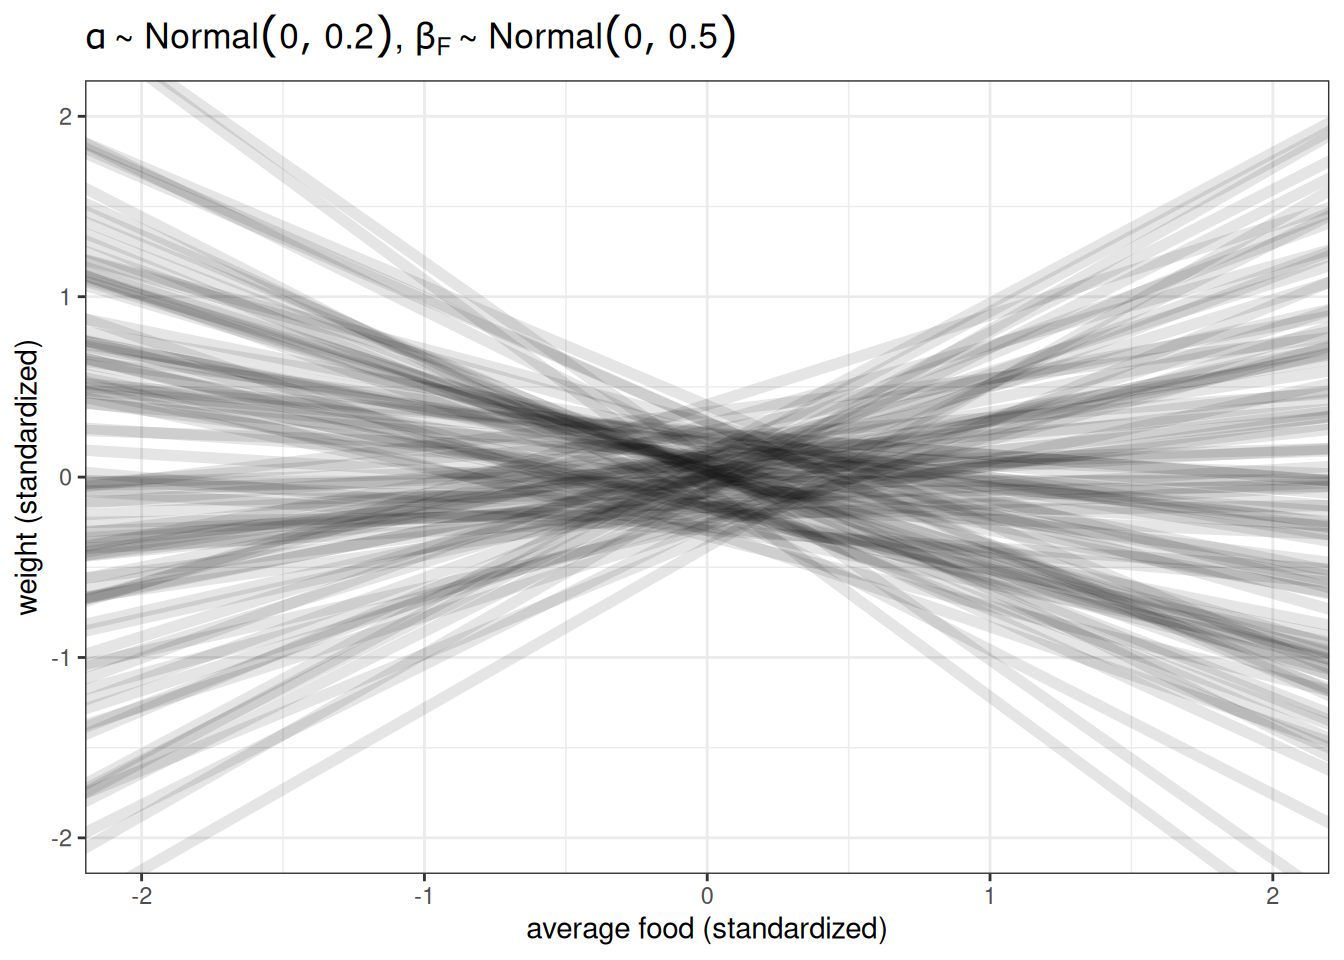 α ~ Normal(0, 0.2), βF ~ Normal(0, 0.5)
weight (standardized)
2
1
0
-1
-2
-2 -1 0 1 2
average food (standardized)